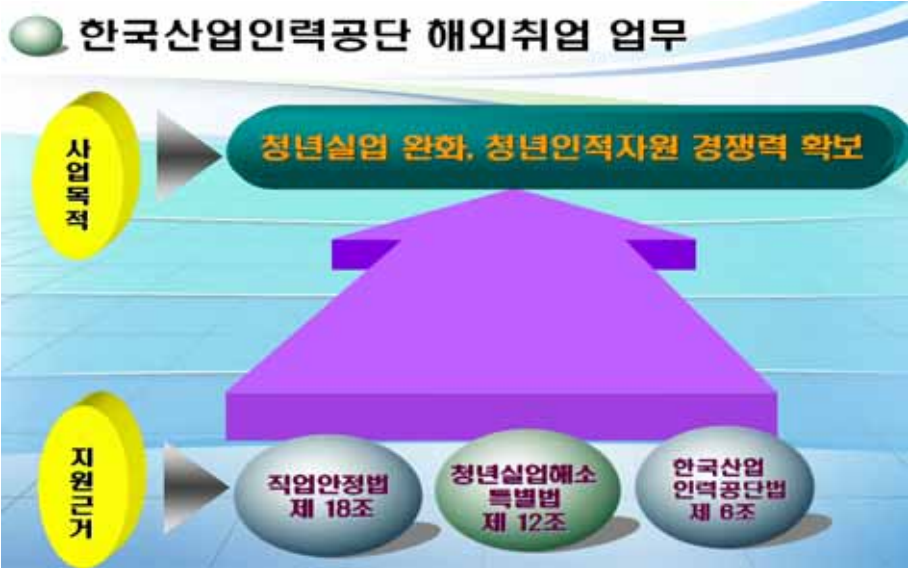 한국산업인력공단 해외취업 업무
사업목적
청년실업 완화, 청년인적자원 경쟁력 확보
지원근거
직업안정법
제 18조
청년실업해소
특별법
제 12조
한국산업
인력공단법
제 6조